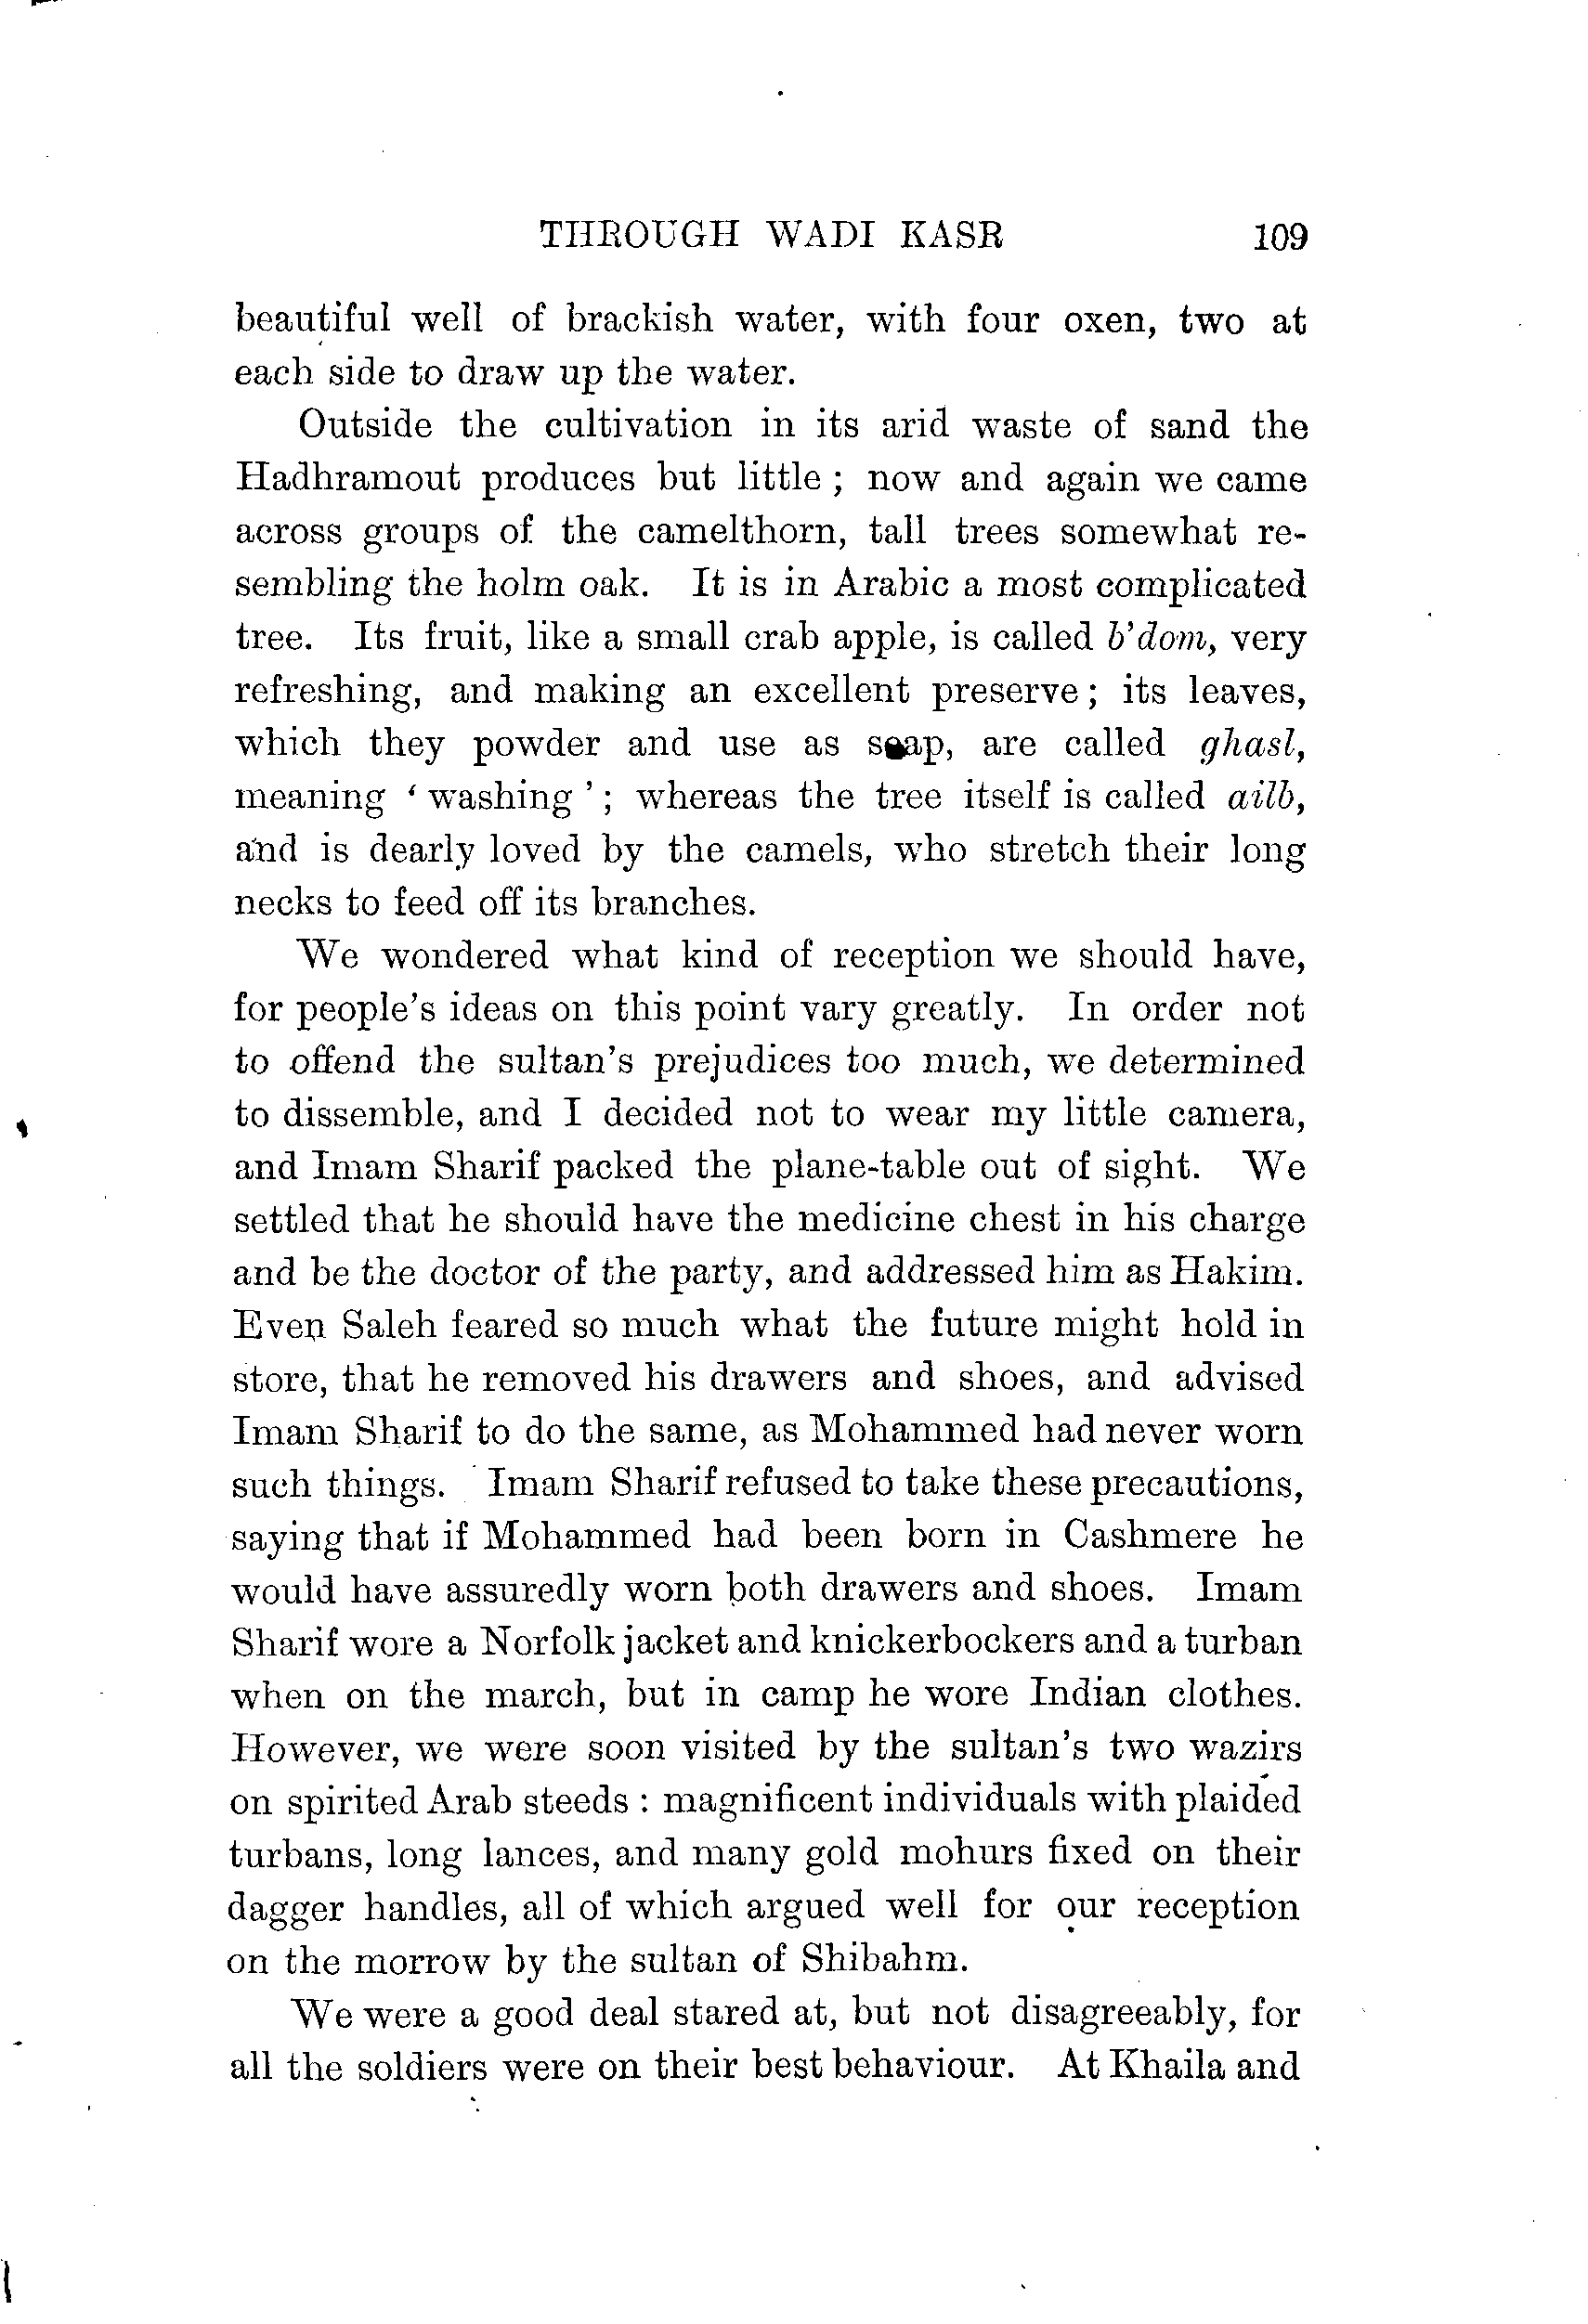 THROUGH WADI KASR 109
beautiful well of brackish water, with four oxen, two at
each side to draw up the water.
Outside the cultivation in its arid waste of sand the
Hadhramout produces but little ; now and again we came
across groups of the camelthorn, tall trees somewhat re-
sembling the holm oak. It is in Arabic a most complicated
tree. Its fruit, like a small crab apple, is called b'dom, very
refreshing, and making an excellent preserve ; its leaves,
which they powder and use as soap, are called ghasl,
meaning ‘ washing ’ ; whereas the tree itself is called ailb,
and is dearly loved by the camels, who stretch their long
necks to feed off its branches.
We wondered what kind of reception we should have,
for people's ideas on this point vary greatly. In order not
to offend the sultan's prejudices too much, we determined
to dissemble, and I decided not to wear my little camera,
and Imam Sharif packed the plane-table out of sight. We
settled that he should have the medicine chest in his charge
and be the doctor of the party, and addressed him as Hakim.
Even Saleh feared so much what the future might hold in
store, that he removed his drawers and shoes, and advised
Imam Sharif to do the same, as Mohammed had never worn
such things. Imam Sharif refused to take these precautions,
saying that if Mohammed had been born in Cashmere he
would have assuredly worn both drawers and shoes. Imam
Sharif wore a Norfolk jacket and knickerbockers and a turban
when on the march, but in camp he wore Indian clothes.
However, we were soon visited by the sultan's two wazirs
on spirited Arab steeds : magnificent individuals with plaided
turbans, long lances, and many gold mohurs fixed on their
dagger handles, all of which argued well for our reception
on the morrow by the sultan of Shibahm.
We were a good deal stared at, but not disagreeably, for
all the soldiers were on their best behaviour. At Khaila and